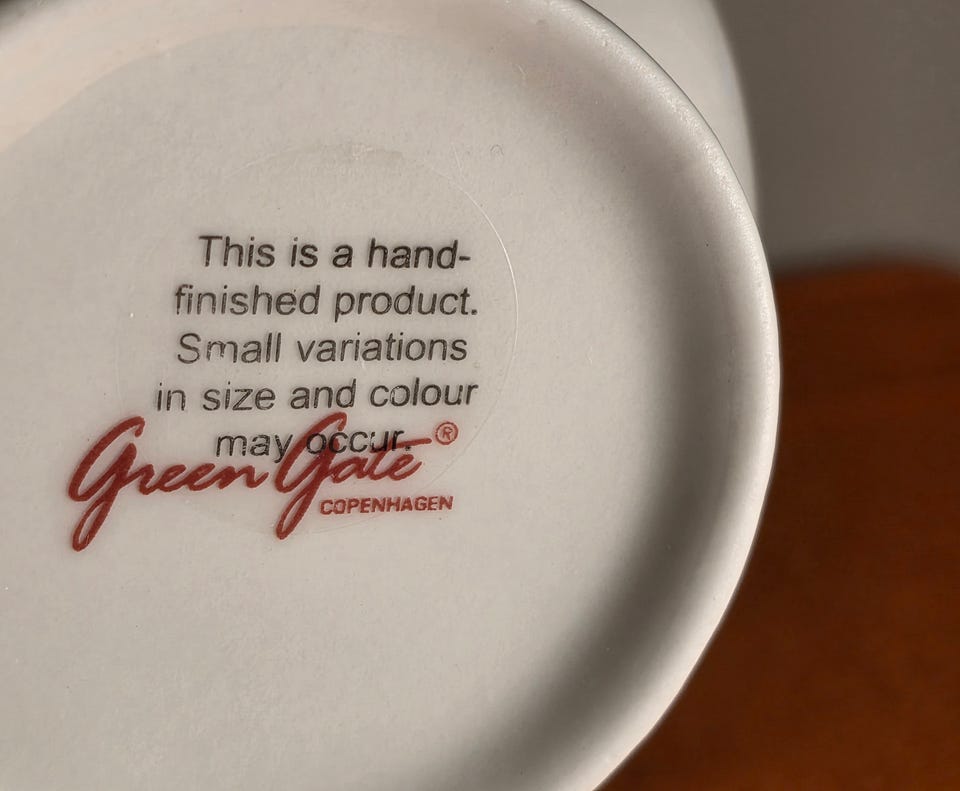 This is a hand-
finished product.
Small variations
in size and colour
may occur.
Green Gate ®
COPENHAGEN